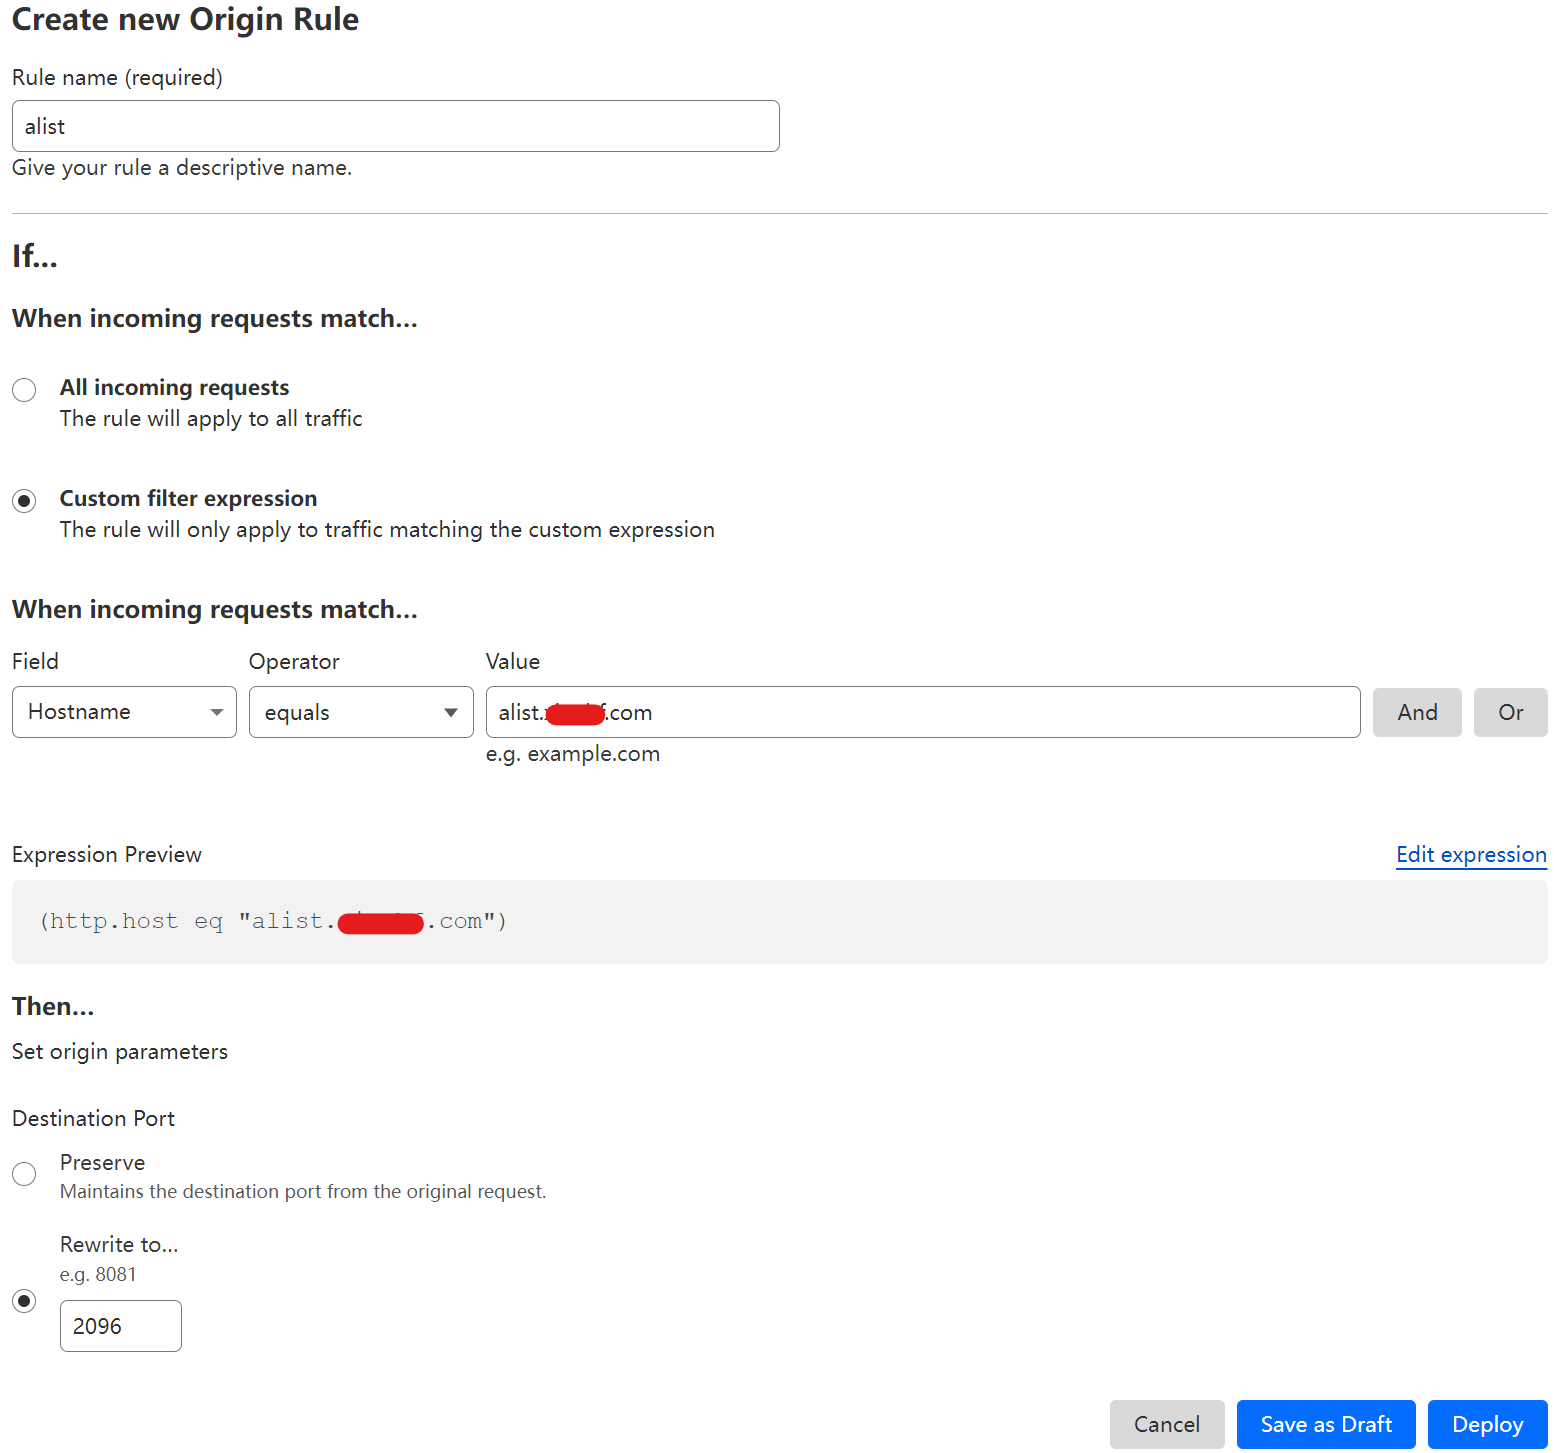 Create new Origin Rule
Rule name (required)
alist
Give your rule a descriptive name.
If...
When incoming requests match...
All incoming requests
The rule will apply to all traffic
Custom filter expression
The rule will only apply to traffic matching the custom expression
When incoming requests match...
Field Operator Value
Hostname equals alist. .com And Or
e.g. example.com
Expression Preview Edit expression
(http.host eq "alist. .com")
Then...
Set origin parameters
Destination Port
Preserve
Maintains the destination port from the original request.
Rewrite to...
e.g. 8081
2096
Cancel Save as Draft Deploy